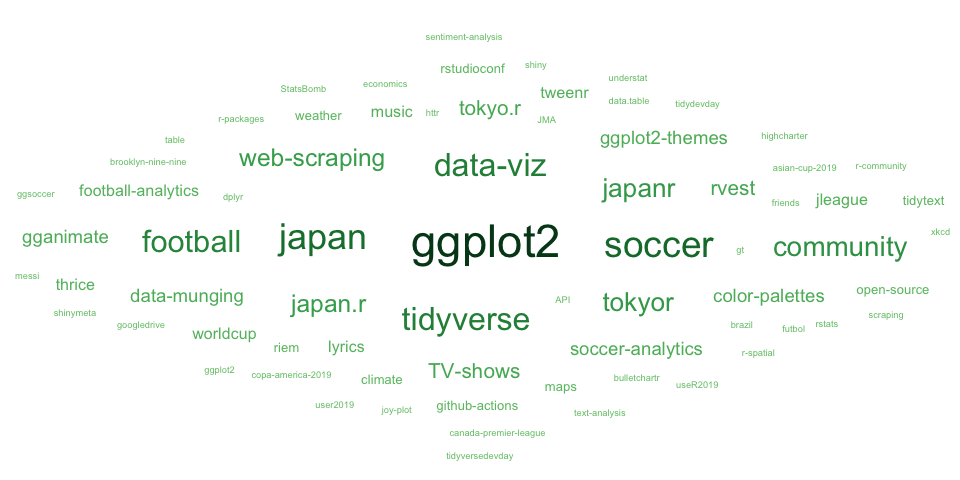 sentiment-analysis
rstudioconf shiny
understat
StatsBomb economics tweenr
data.table tidydevday
r-packages weather music httr tokyo.r JMA
table ggplot2-themes highcharter
brooklyn-nine-nine web-scraping data-viz asian-cup-2019 r-community
ggsoccer football-analytics dplyr japanr rvest friends jleague tidytext
gganimate football japan ggplot2 soccer gt community xkcd
messi thrice
data-munging japan.r API tokyor color-palettes open-source
shinymeta googledrive tidyverse brazil futbol rstats scraping
worldcup riem lyrics soccer-analytics r-spatial
ggplot2 copa-america-2019 climate TV-shows maps bulletchartr useR2019
user2019 joy-plot github-actions text-analysis
canada-premier-league
tidyversedevday